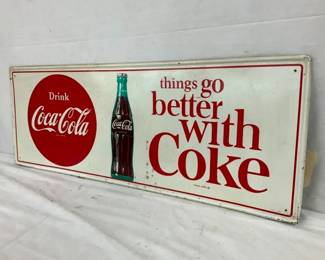 Drink
Coca-Cola
Coca-Cola
things go
better
with
Coke